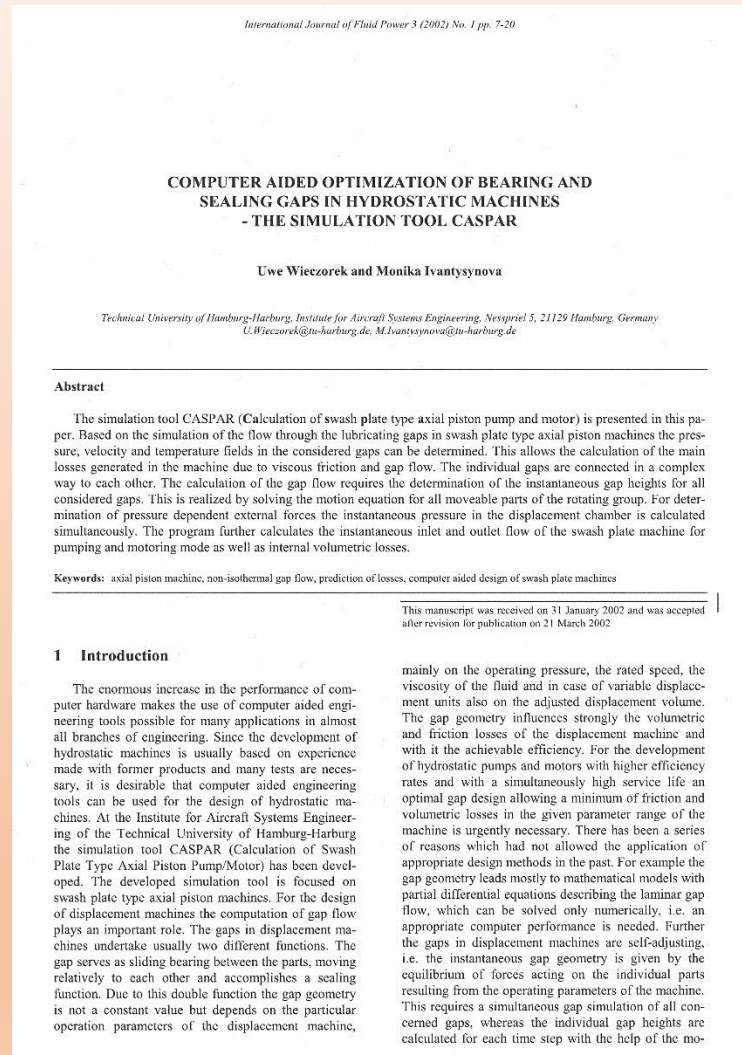 International Journal of Fluid Power 3 (2002) No. 1 pp. 7-20
COMPUTER AIDED OPTIMIZATION OF BEARING AND
SEALING GAPS IN HYDROSTATIC MACHINES
- THE SIMULATION TOOL CASPAR
Uwe Wieczorek and Monika Ivantysynova
Technical University of Hamburg-Harburg, Institute for Aircraft Systems Engineering, Nesspriel 5, 21129 Hamburg, Germany
U.Wieczorek@tu-harburg.de, M.Ivantysynova@tu-harburg.de
Abstract
The simulation tool CASPAR (Calculation of swash plate type axial piston pump and motor) is presented in this pa-
per. Based on the simulation of the flow through the lubricating gaps in swash plate type axial piston machines the pres-
sure, velocity and temperature fields in the considered gaps can be determined. This allows the calculation of the main
losses generated in the machine due to viscous friction and gap flow. The individual gaps are connected in a complex
way to each other. The calculation of the gap flow requires the determination of the instantaneous gap heights for all
considered gaps. This is realized by solving the motion equation for all moveable parts of the rotating group. For deter-
mination of pressure dependent external forces the instantaneous pressure in the displacement chamber is calculated
simultaneously. The program further calculates the instantaneous inlet and outlet flow of the swash plate machine for
pumping and motoring mode as well as internal volumetric losses.
Keywords: axial piston machine, non-isothermal gap flow, prediction of losses, computer aided design of swash plate machines
This manuscript was received on 31 January 2002 and was accepted
after revision for publication on 21 March 2002
1 Introduction
The enormous increase in the performance of com-
puter hardware makes the use of computer aided engi-
neering tools possible for many applications in almost
all branches of engineering. Since the development of
hydrostatic machines is usually based on experience
made with former products and many tests are neces-
sary, it is desirable that computer aided engineering
tools can be used for the design of hydrostatic ma-
chines. At the Institute for Aircraft Systems Engineer-
ing of the Technical University of Hamburg-Harburg
the simulation tool CASPAR (Calculation of Swash
Plate Type Axial Piston Pump/Motor) has been devel-
oped. The developed simulation tool is focused on
swash plate type axial piston machines. For the design
of displacement machines the computation of gap flow
plays an important role. The gaps in displacement ma-
chines undertake usually two different functions. The
gap serves as sliding bearing between the parts, moving
relatively to each other and accomplishes a sealing
function. Due to this double function the gap geometry
is not a constant value but depends on the particular
operation parameters of the displacement machine,
mainly on the operating pressure, the rated speed, the
viscosity of the fluid and in case of variable displace-
ment units also on the adjusted displacement volume.
The gap geometry influences strongly the volumetric
and friction losses of the displacement machine and
with it the achievable efficiency. For the development
of hydrostatic pumps and motors with higher efficiency
rates and with a simultaneously high service life an
optimal gap design allowing a minimum of friction and
volumetric losses in the given parameter range of the
machine is urgently necessary. There has been a series
of reasons which had not allowed the application of
appropriate design methods in the past. For example the
gap geometry leads mostly to mathematical models with
partial differential equations describing the laminar gap
flow, which can be solved only numerically, i.e. an
appropriate computer performance is needed. Further
the gaps in displacement machines are self-adjusting,
i.e. the instantaneous gap geometry is given by the
equilibrium of forces acting on the individual parts
resulting from the operating parameters of the machine.
This requires a simultaneous gap simulation of all con-
cerned gaps, whereas the individual gap heights are
calculated for each time step with the help of the mo-